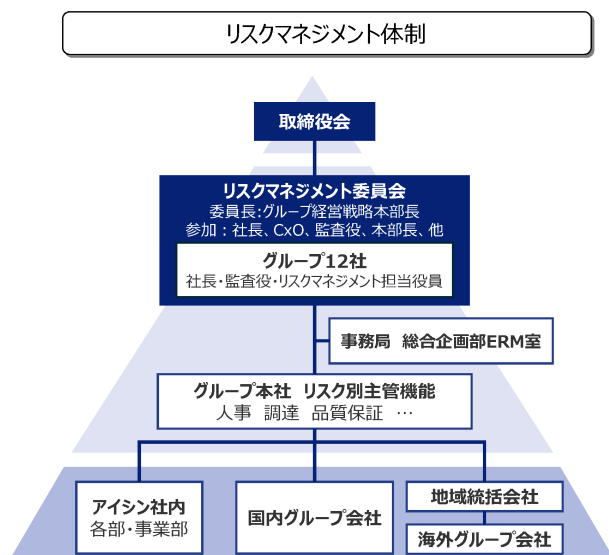 リスクマネジメント体制
取締役会
リスクマネジメント委員会
委員長:グループ経営戦略本部長
参加：社長、CxO、監査役、本部長、他
グループ12社
社長・監査役・リスクマネジメント担当役員
事務局 総合企画部ERM室
グループ本社 リスク別主管機能
人事 調達 品質保証 …
アイシン社内
各部・事業部
国内グループ会社
地域統括会社
海外グループ会社